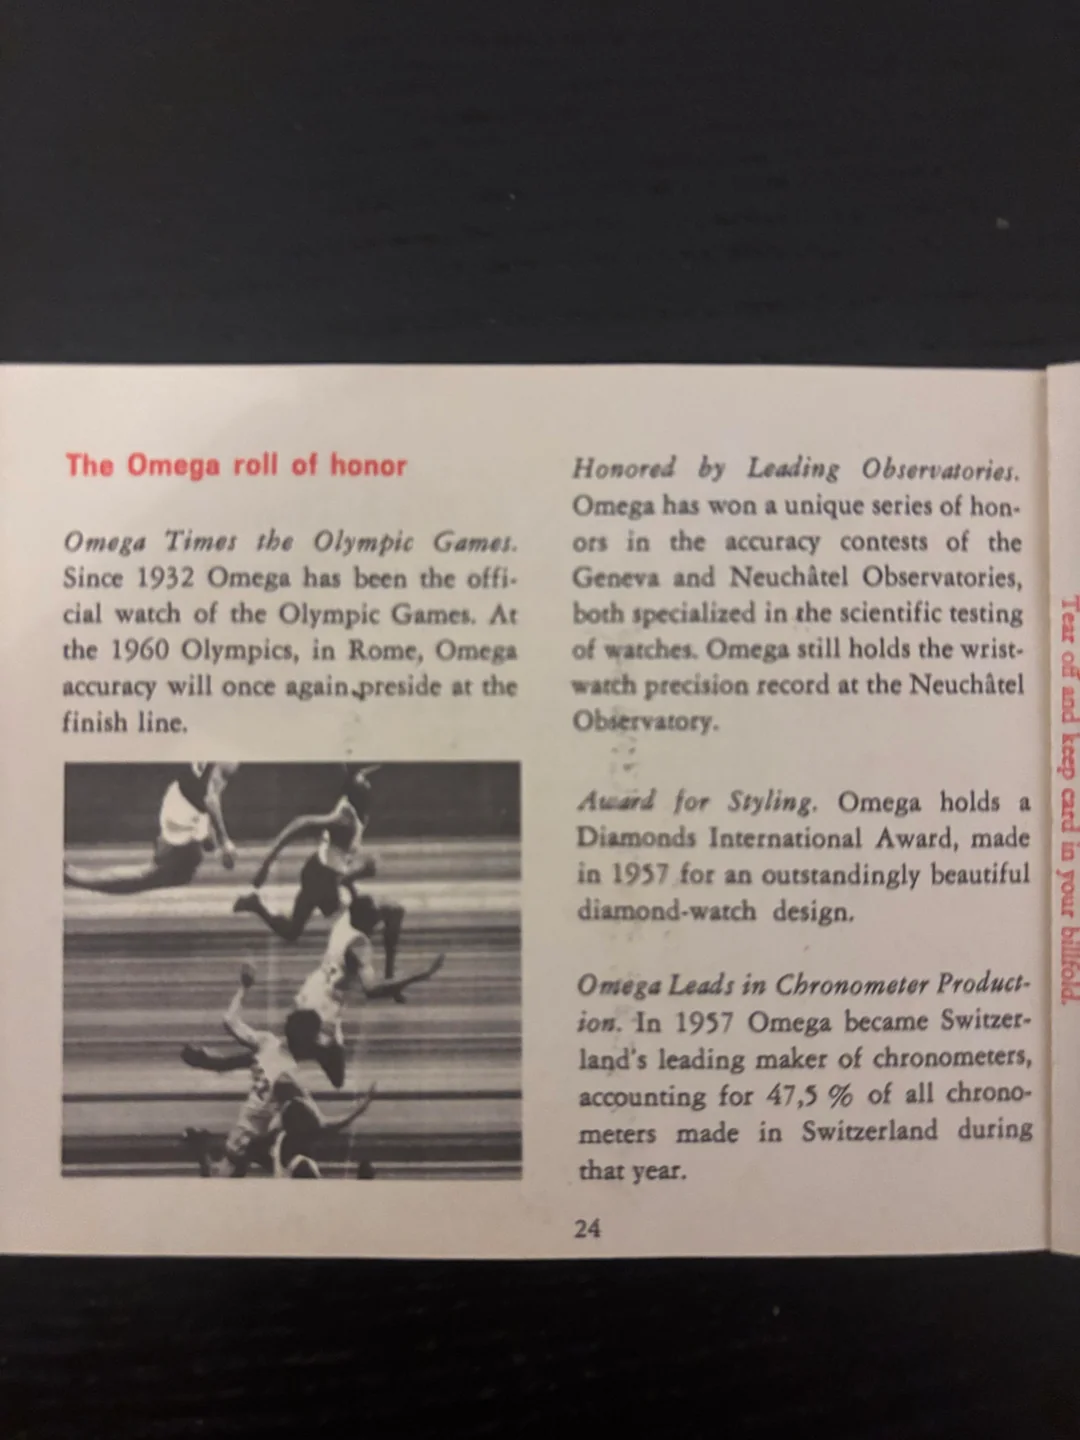 The Omega roll of honor
Omega Times the Olympic Games.
Since 1932 Omega has been the offi-
cial watch of the Olympic Games. At
the 1960 Olympics, in Rome, Omega
accuracy will once again preside at the
finish line.
Honored by Leading Observatories.
Omega has won a unique series of hon-
ors in the accuracy contests of the
Geneva and Neuchâtel Observatories,
both specialized in the scientific testing
of watches. Omega still holds the wrist-
watch precision record at the Neuchâtel
Observatory.
Award for Styling. Omega holds a
Diamonds International Award, made
in 1957 for an outstandingly beautiful
diamond-watch design.
Omega Leads in Chronometer Product-
ion. In 1957 Omega became Switzer-
land's leading maker of chronometers,
accounting for 47,5 % of all chrono-
meters made in Switzerland during
that year.
24
Tear off and keep card in your billfold.